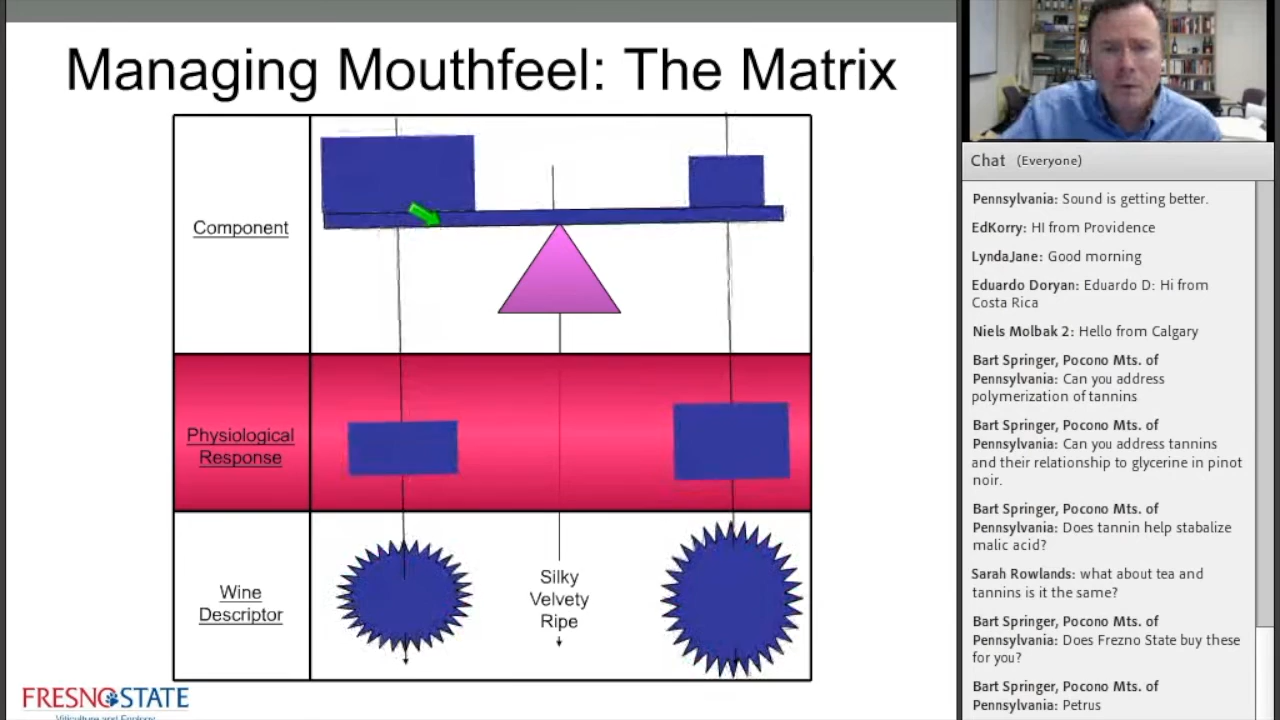 Managing Mouthfeel: The Matrix
Component
Physiological
Response
Wine
Descriptor
Silky
Velvety
Ripe
FRESNO STATE
Viticulture and Enology
Chat (Everyone)
Pennsylvania: Sound is getting better.
EdKorry: HI from Providence
LyndaJane: Good morning
Eduardo Doryan: Eduardo D: Hi from
Costa Rica
Niels Molbak 2: Hello from Calgary
Bart Springer, Pocono Mts. of
Pennsylvania: Can you address
polymerization of tannins
Bart Springer, Pocono Mts. of
Pennsylvania: Can you address tannins
and their relationship to glycerine in pinot
noir.
Bart Springer, Pocono Mts. of
Pennsylvania: Does tannin help stabalize
malic acid?
Sarah Rowlands: what about tea and
tannins is it the same?
Bart Springer, Pocono Mts. of
Pennsylvania: Does Frezno State buy these
for you?
Bart Springer, Pocono Mts. of
Pennsylvania: Petrus